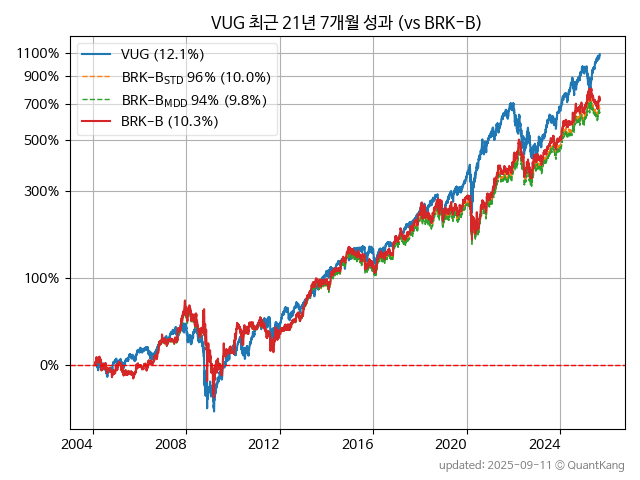 VUG 최근 21년 7개월 성과 (vs BRK-B)
1100%
900%
700%
500%
300%
100%
0%
VUG (12.1%)
BRK-BSTD 96% (10.0%)
BRK-BMDD 94% (9.8%)
BRK-B (10.3%)
2004 2008 2012 2016 2020 2024
updated: 2025-09-11 © QuantKang